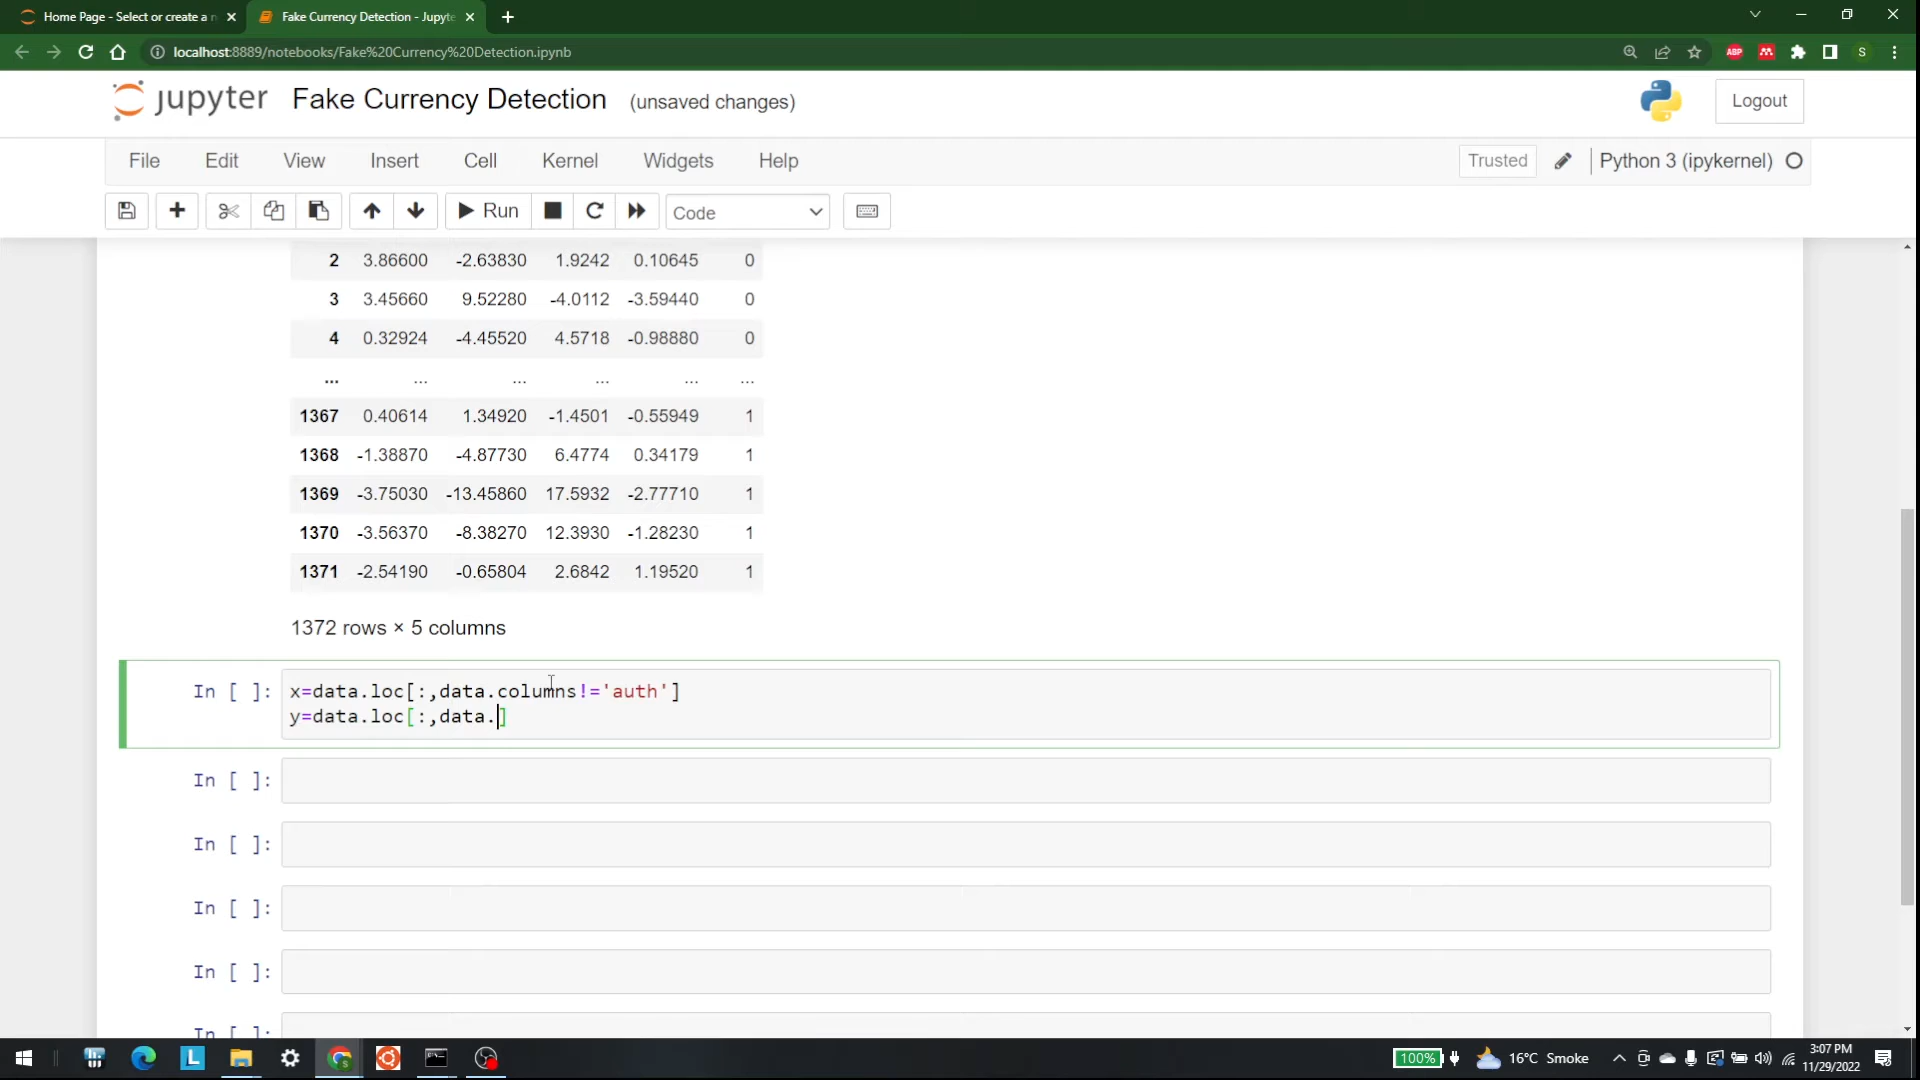 Home Page - Select or create a n
Fake Currency Detection - Jupyte
localhost:8889/notebooks/Fake%20Currency%20Detection.ipynb
ABP
S
jupyter Fake Currency Detection (unsaved changes)
Logout
File Edit View Insert Cell Kernel Widgets Help
Trusted
Python 3 (ipykernel)
Run
Code
2 3.86600 -2.63830 1.9242 0.10645 0
3 3.45660 9.52280 -4.0112 -3.59440 0
4 0.32924 -4.45520 4.5718 -0.98880 0
... ... ... ... ... ...
1367 0.40614 1.34920 -1.4501 -0.55949 1
1368 -1.38870 -4.87730 6.4774 0.34179 1
1369 -3.75030 -13.45860 17.5932 -2.77710 1
1370 -3.56370 -8.38270 12.3930 -1.28230 1
1371 -2.54190 -0.65804 2.6842 1.19520 1
1372 rows × 5 columns
In [ ]: x=data.loc[:,data.columns!='auth']
y=data.loc[:,data.]
In [ ]:
In [ ]:
In [ ]:
In [ ]:
In [ ]:
L
100%
16°C Smoke
3:07 PM
11/29/2022